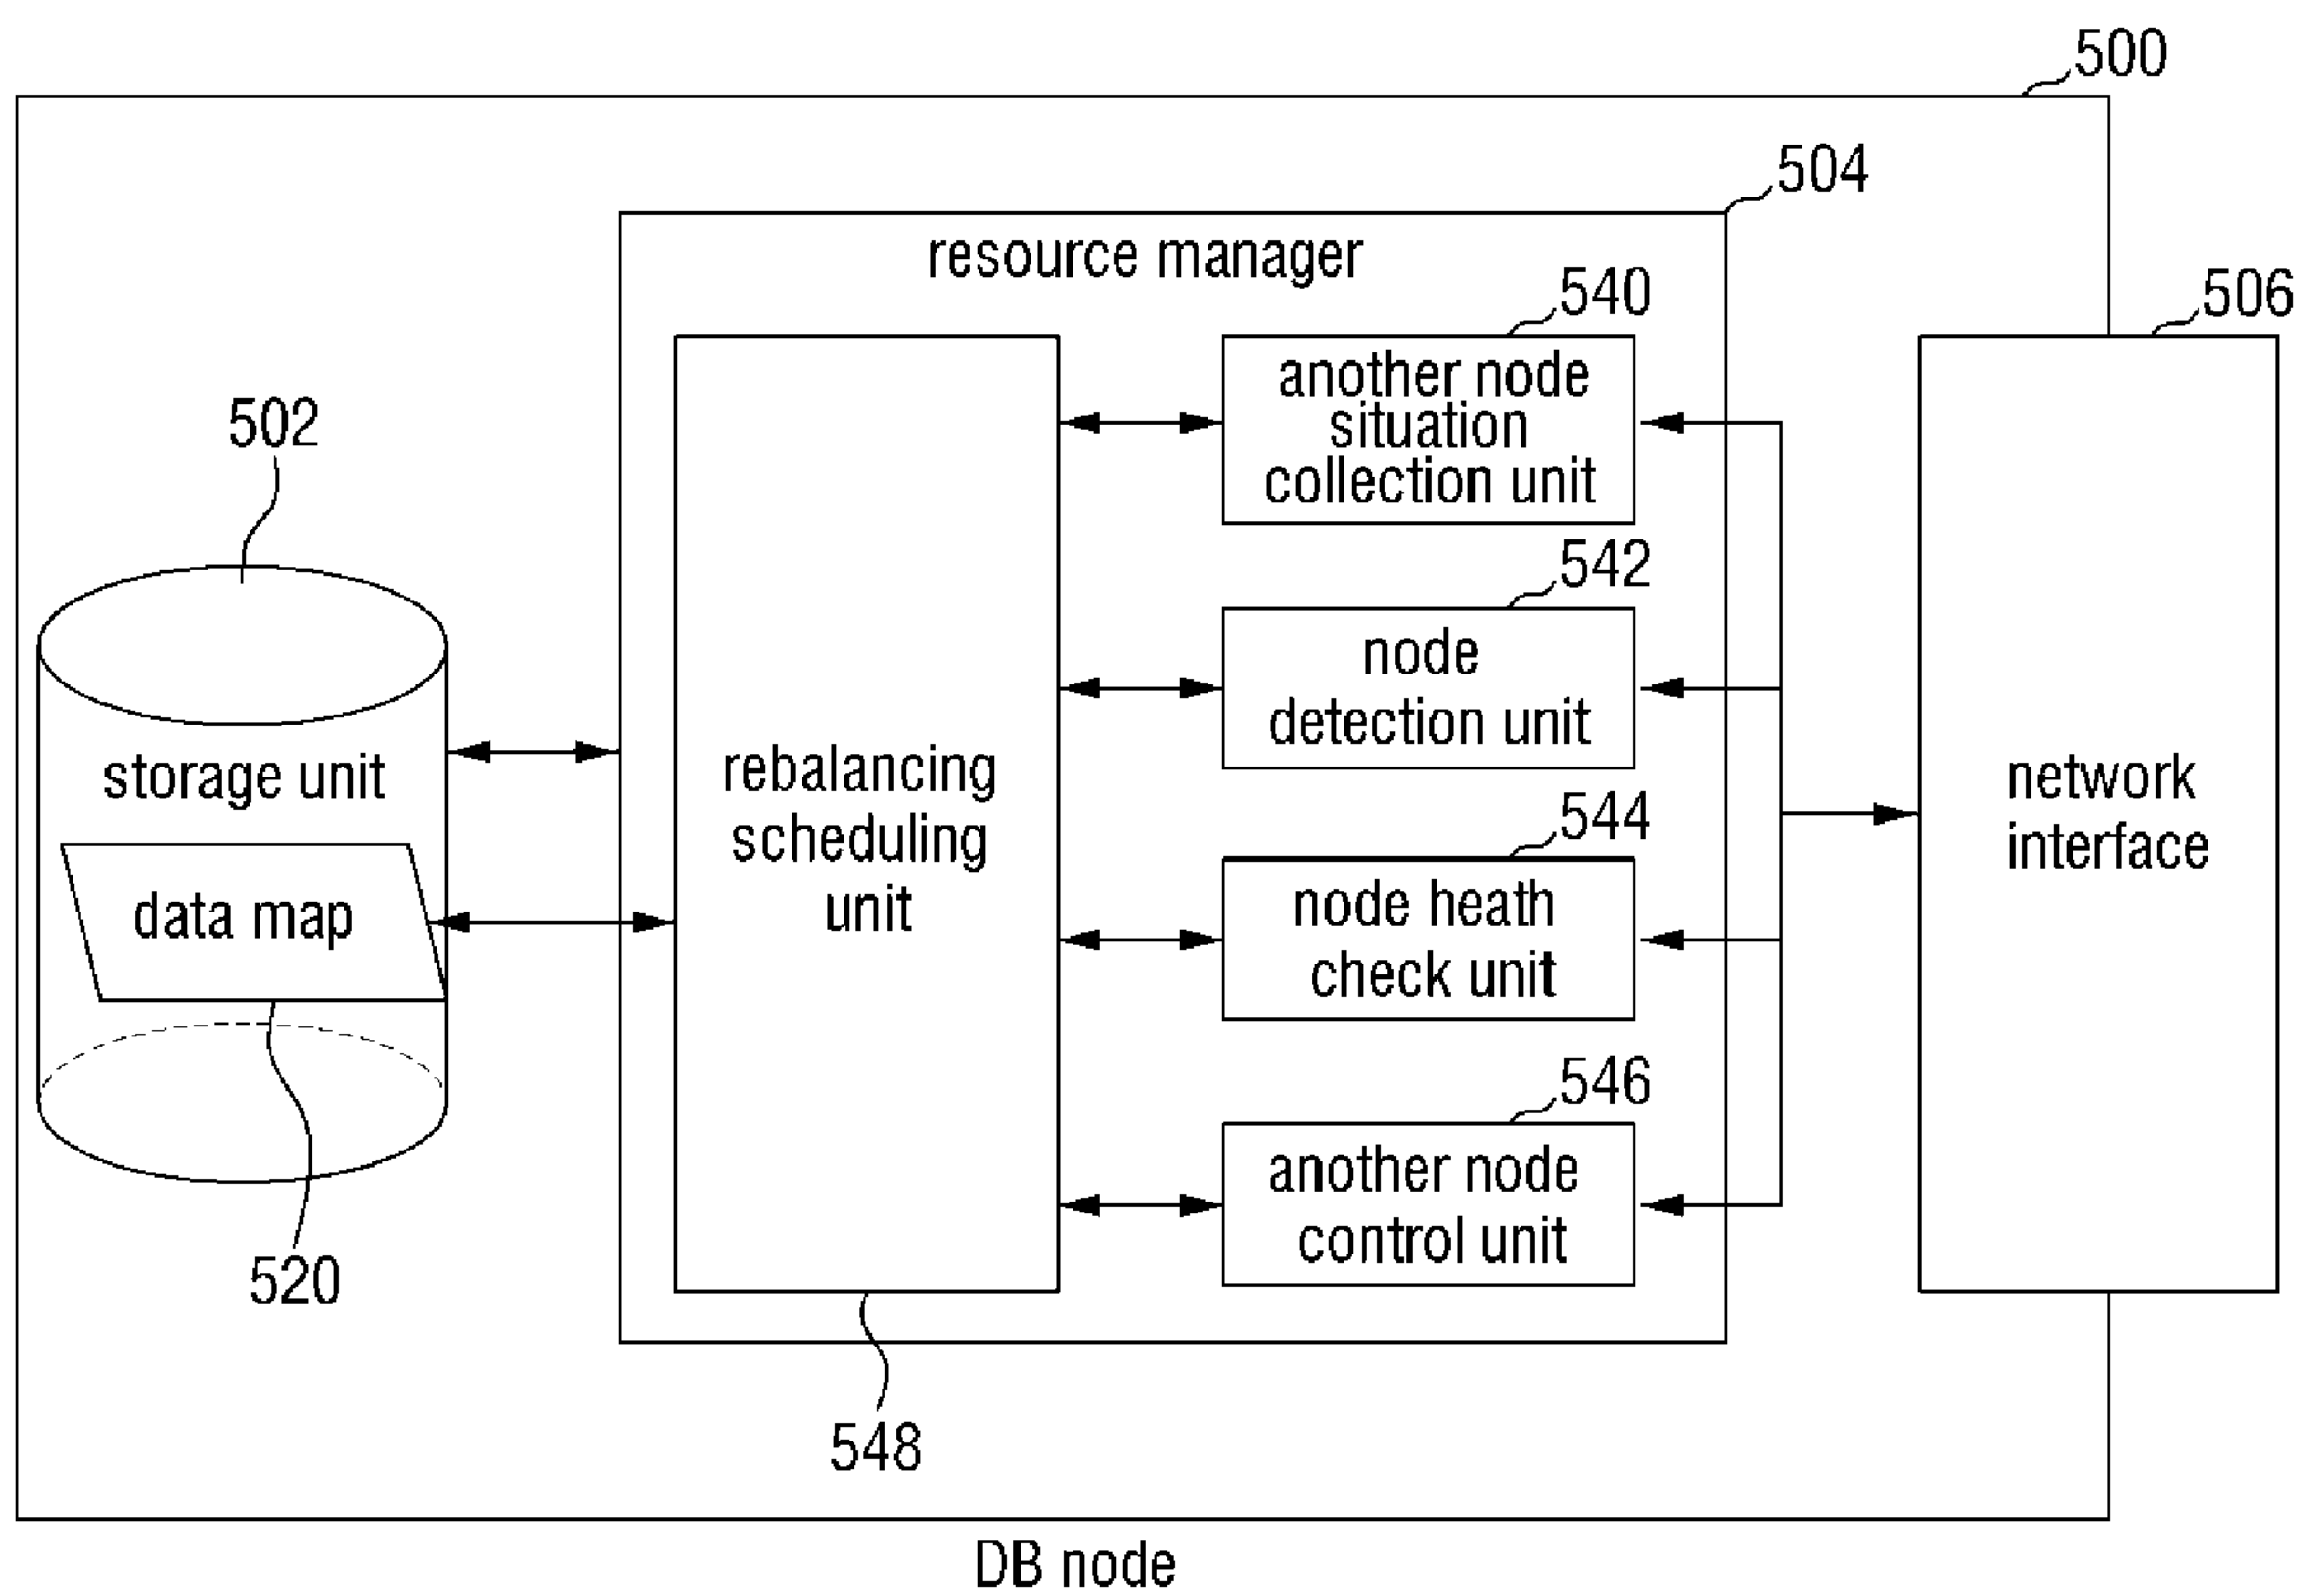 500
504
resource manager
540
506
another node
situation
collection unit
502
542
node
detection unit
storage unit
rebalancing
scheduling
unit
network
interface
544
data map
node heath
check unit
546
another node
control unit
520
548
DB node